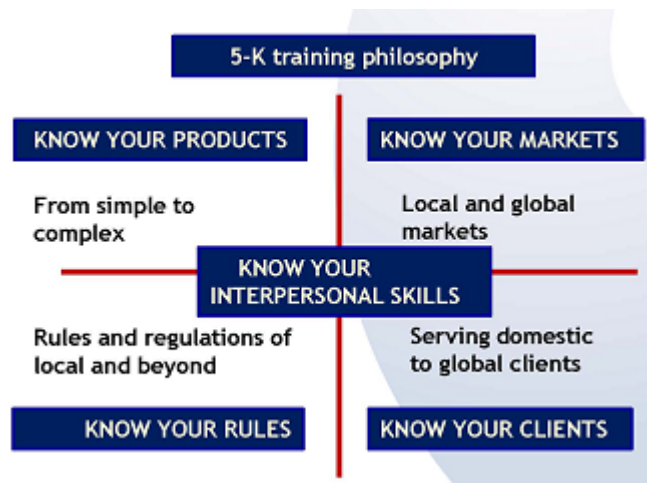 5-K training philosophy
KNOW YOUR PRODUCTS
KNOW YOUR MARKETS
From simple to
complex
Local and global
markets
KNOW YOUR
INTERPERSONAL SKILLS
Rules and regulations of
local and beyond
Serving domestic
to global clients
KNOW YOUR RULES
KNOW YOUR CLIENTS